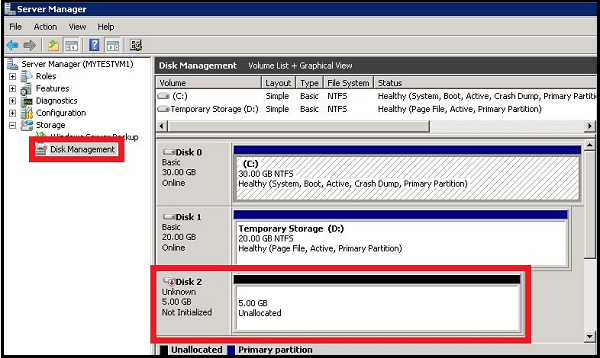 Server Manager
File Action View Help
Server Manager (MYTESTVM1)
Roles
Features
Diagnostics
Configuration
Storage
Windows Server Backup
Disk Management
Disk Management Volume List + Graphical View
Volume Layout Type File System Status
(C:) Simple Basic NTFS Healthy (System, Boot, Active, Crash Dump, Primary Partiti
Temporary Storage (D:) Simple Basic NTFS Healthy (Page File, Active, Primary Partition)
Disk 0
Basic
30.00 GB
Online
(C:)
30.00 GB NTFS
Healthy (System, Boot, Active, Crash Dump, Primary Partition)
Disk 1
Basic
20.00 GB
Online
Temporary Storage (D:)
20.00 GB NTFS
Healthy (Page File, Active, Primary Partition)
Disk 2
Unknown
5.00 GB
Not Initialized
5.00 GB
Unallocated
Unallocated Primary partition